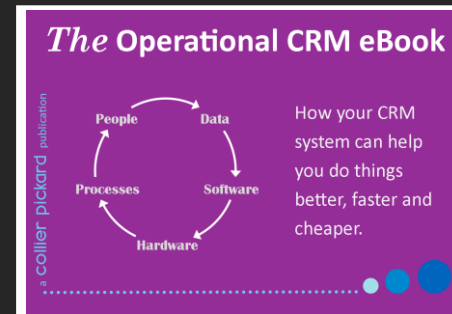 The Operational CRM eBook
a collier pickard publication
People
Data
Processes
Software
Hardware
How your CRM
system can help
you do things
better, faster and
cheaper.